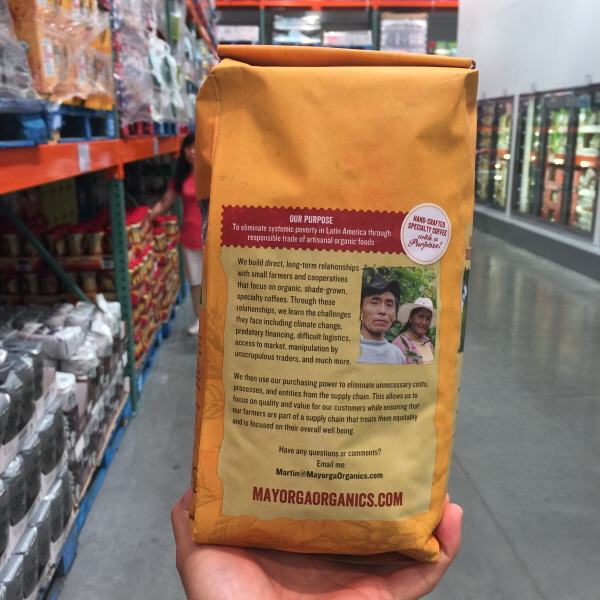 OUR PURPOSE
To eliminate systemic poverty in Latin America through
responsible trade of artisanal organic foods
HAND-CRAFTED
SPECIALTY COFFEE
with a
Purpose!
We build direct, long-term relationships
with small farmers and cooperatives
that focus on organic, shade-grown,
specialty coffees. Through these
relationships, we learn the challenges
they face including climate change,
predatory financing, difficult logistics,
access to market, manipulation by
unscrupulous traders, and much more.
We then use our purchasing power to eliminate unnecessary costs,
processes, and entities from the supply chain. This allows us to
focus on quality and value for our customers while ensuring that
our farmers are part of a supply chain that treats them equitably
and is focused on their overall well being.
Have any questions or comments?
Email me:
Martin@MayorgaOrganics.com
MAYORGAORGANICS.COM